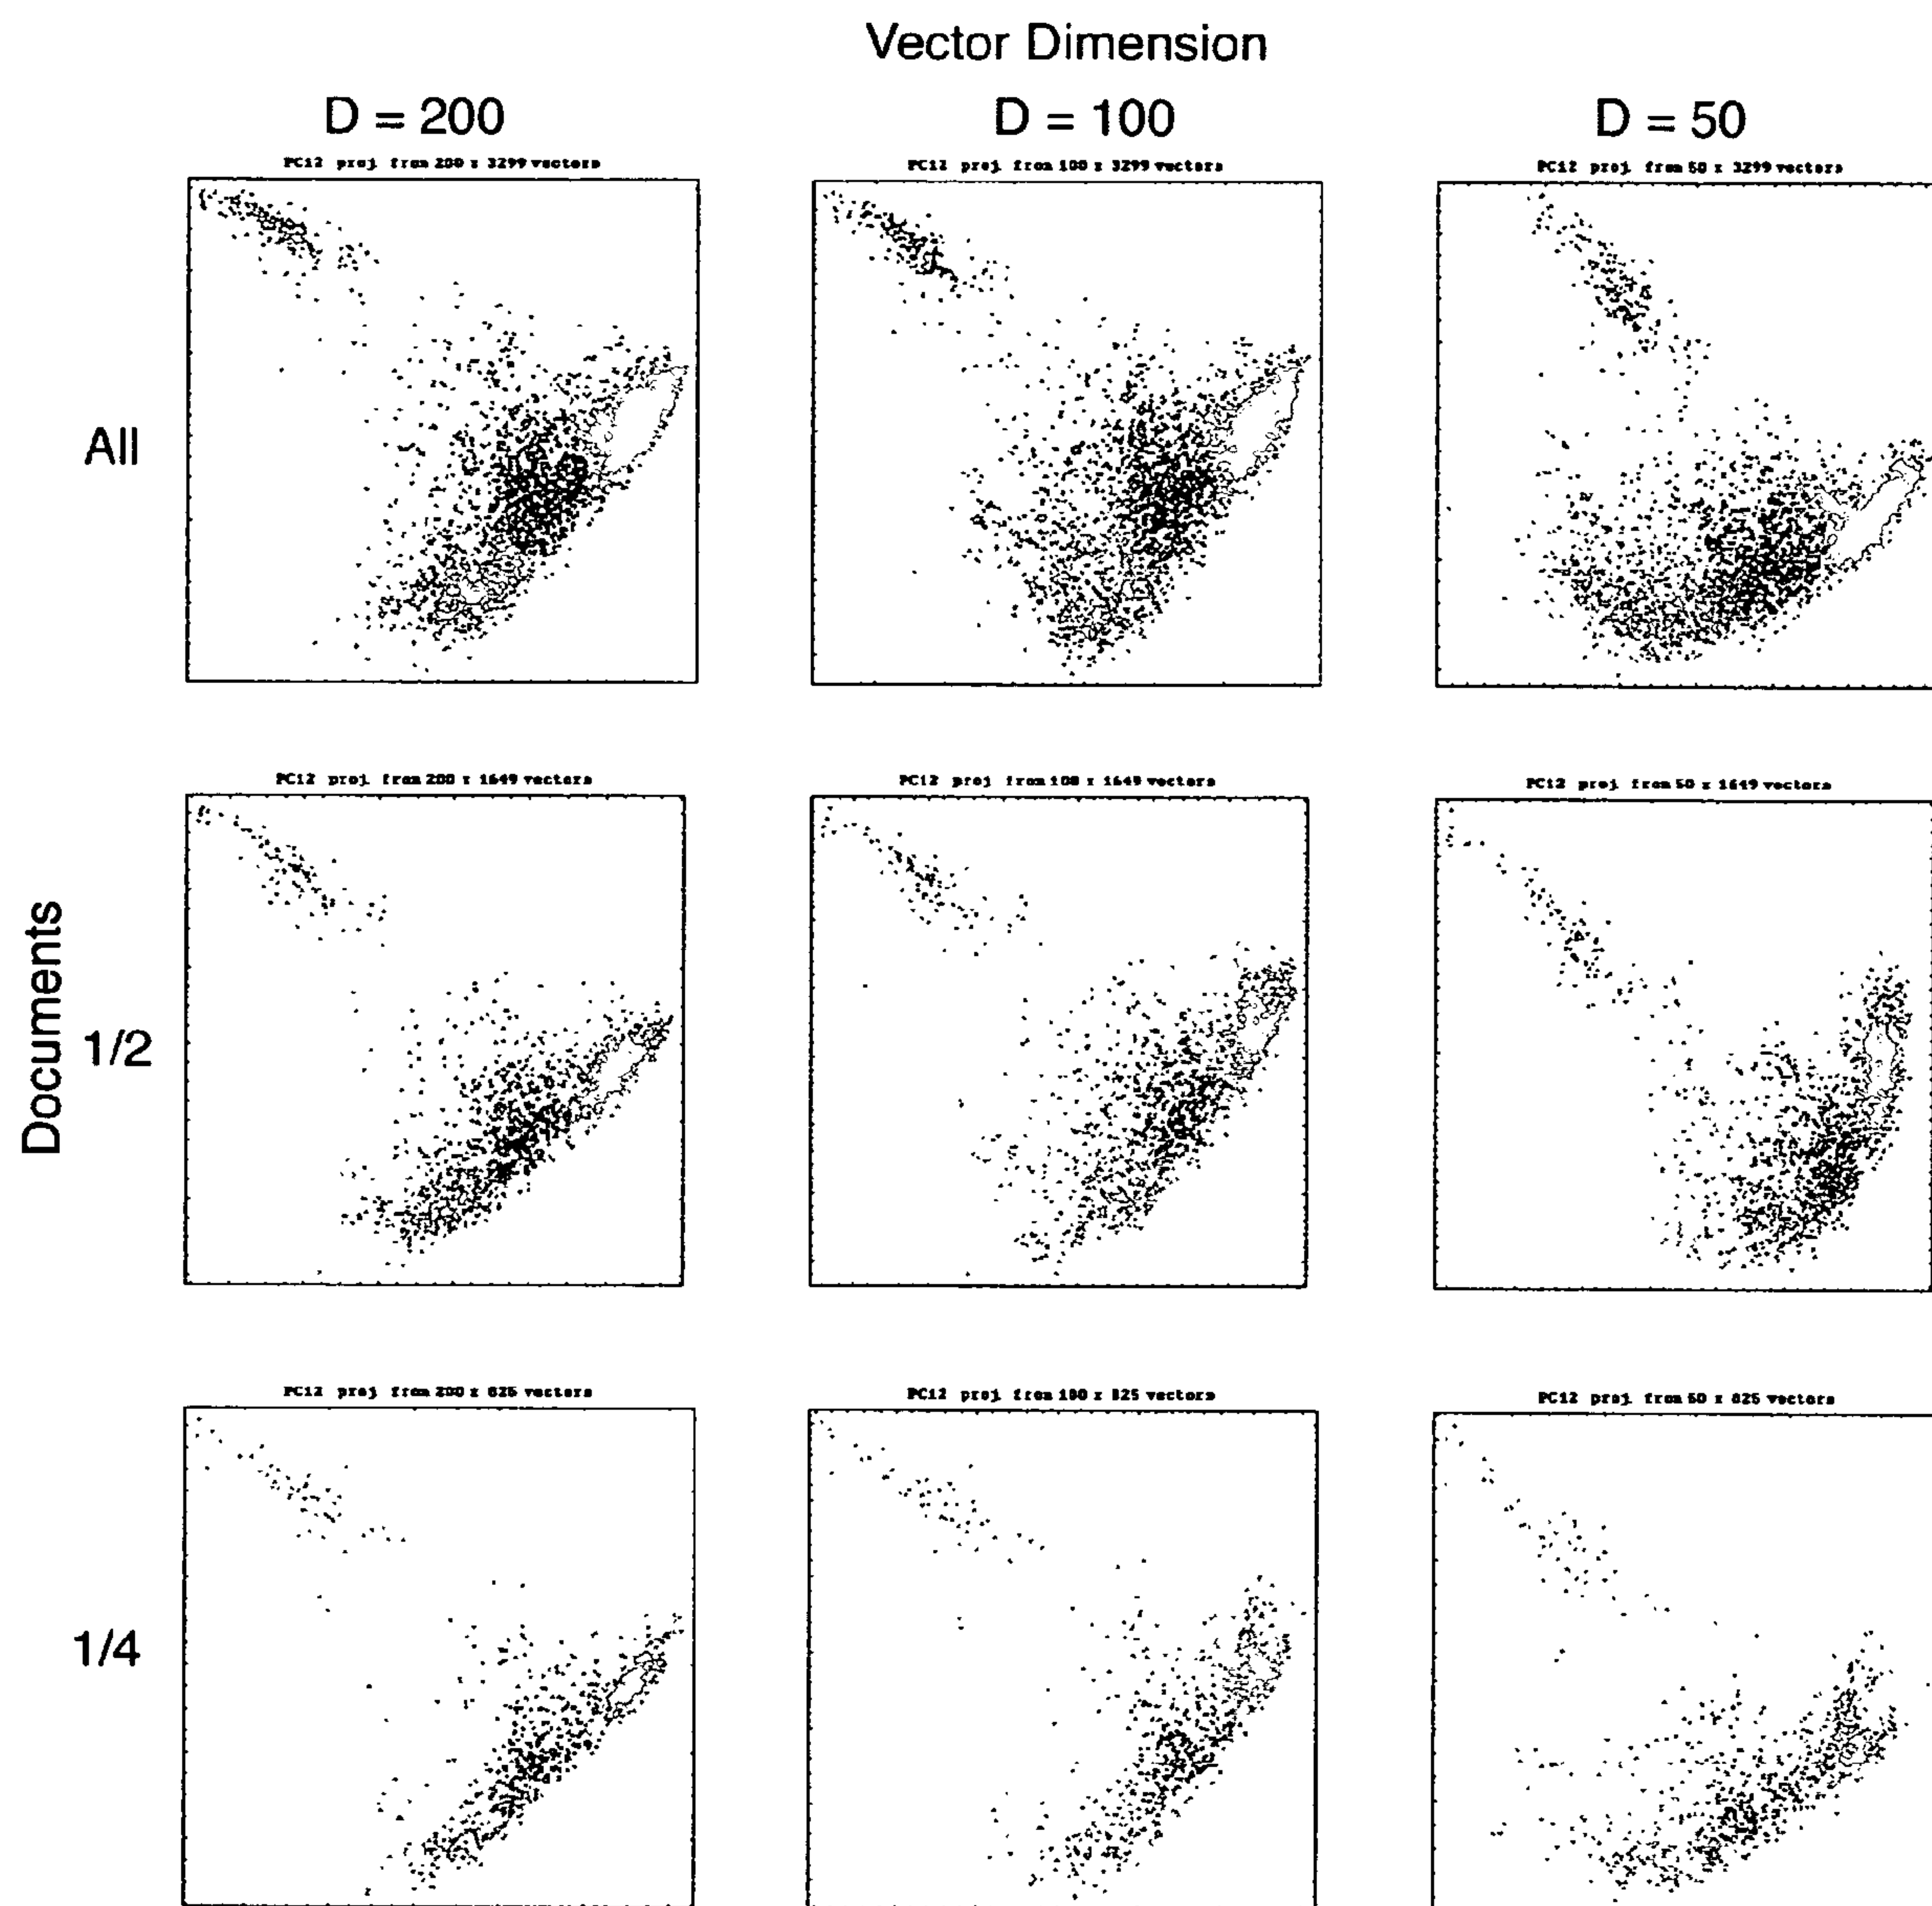 Vector Dimension
D = 200
D = 100
D = 50
PC12 proj. from 200 x 3299 vectors
PC12 proj. from 100 x 3299 vectors
PC12 proj. from 50 x 3299 vectors
All
PC12 proj. from 200 x 1649 vectors
PC12 proj. from 100 x 1649 vectors
PC12 proj. from 50 x 1649 vectors
Documents
1/2
PC12 proj. from 200 x 825 vectors
PC12 proj. from 100 x 825 vectors
PC12 proj. from 50 x 825 vectors
1/4